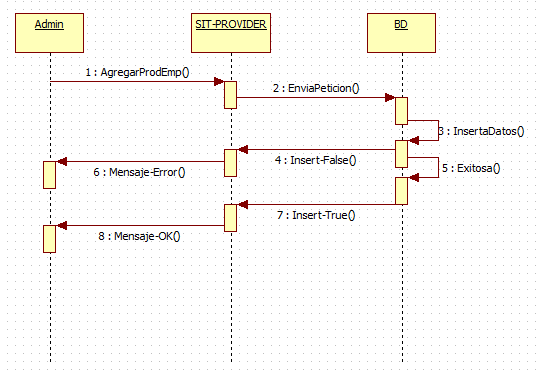 Admin
SIT-PROVIDER
BD
1 : AgregarProdEmp()
2 : EnviaPeticion()
3 : InsertaDatos()
4 : Insert-False()
5 : Exitosa()
6 : Mensaje-Error()
7 : Insert-True()
8 : Mensaje-OK()